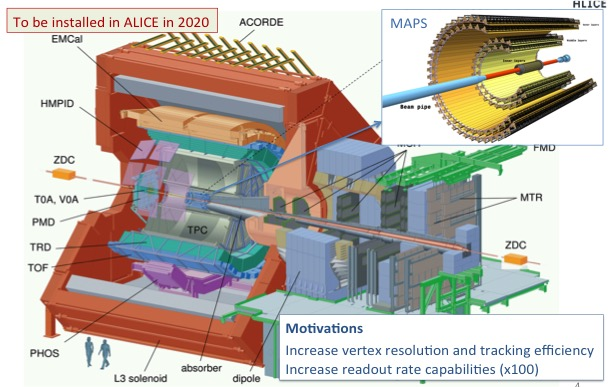 To be installed in ALICE in 2020
ACORDE
ALICE
MAPS
EMCal
HMPID
ZDC
T0A, V0A
PMD
TRD
TOF
PHOS
L3 solenoid
absorber
dipole
TPC
Beam pipe
FMD
MTR
ZDC
Motivations
Increase vertex resolution and tracking efficiency
Increase readout rate capabilities (x100)
4